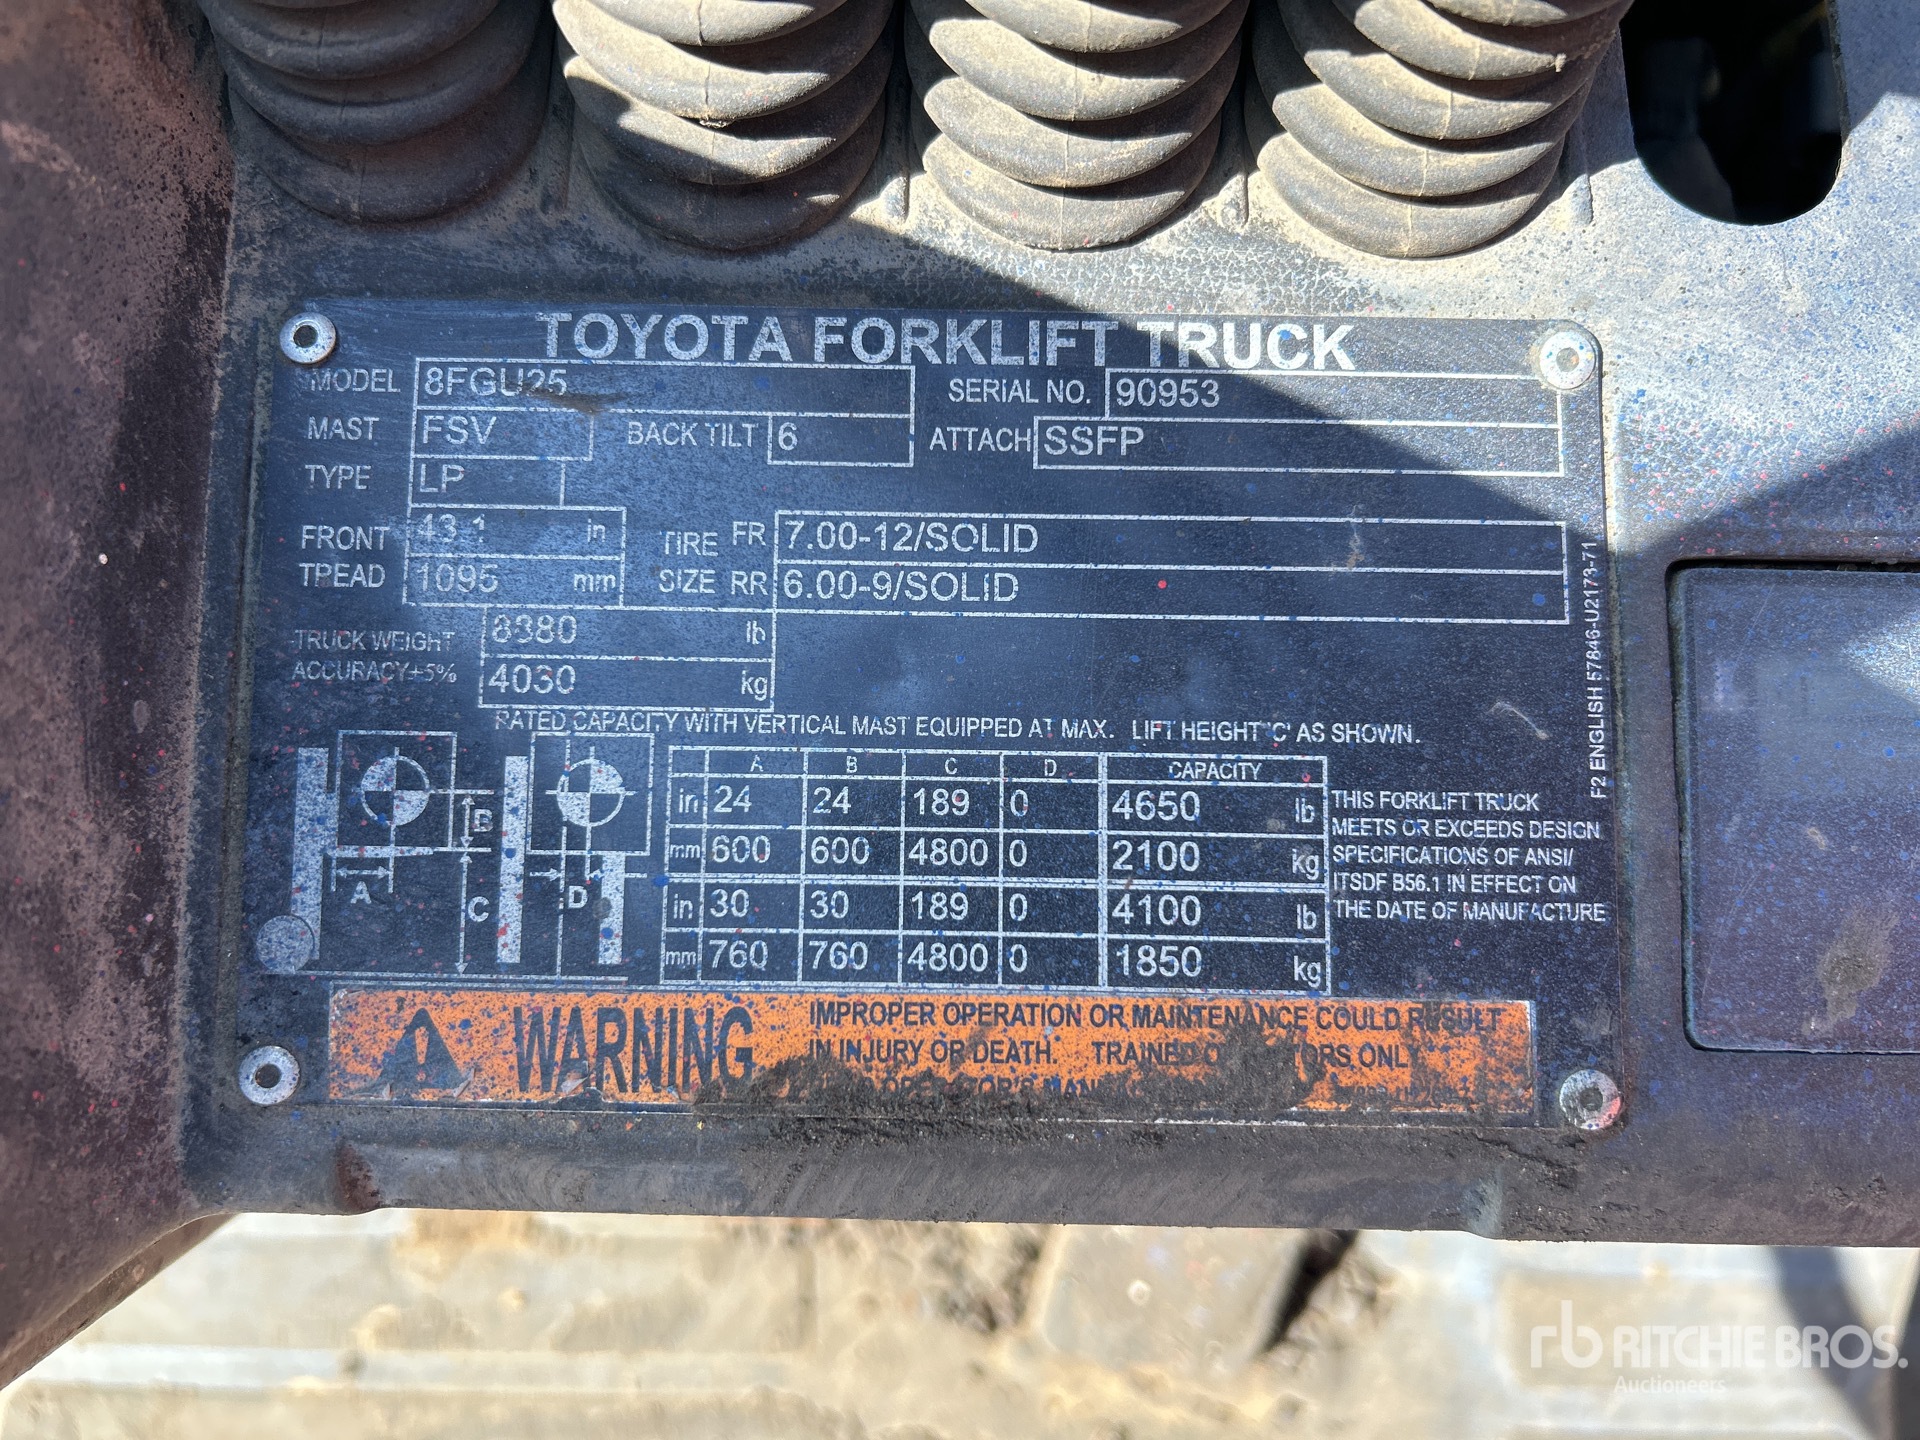 TOYOTA FORKLIFT TRUCK
MODEL 8FGU25 SERIAL NO. 90953
MAST FSV BACK TILT 6 ATTACH SSFP
TYPE LP
FRONT 43.1 in TIRE FR 7.00-12/SOLID
TREAD 1095 mm SIZE RR 6.00-9/SOLID
TRUCK WEIGHT 8880 lb
ACCURACY±5% 4030 kg
RATED CAPACITY WITH VERTICAL MAST EQUIPPED AT MAX. LIFT HEIGHT 'C' AS SHOWN.
A B C D CAPACITY
in 24 24 189 0 4650 lb
mm 600 600 4800 0 2100 kg
in 30 30 189 0 4100 lb
mm 760 760 4800 0 1850 kg
A B C D
THIS FORKLIFT TRUCK
MEETS OR EXCEEDS DESIGN
SPECIFICATIONS OF ANSI/
ITSDF B56.1 IN EFFECT ON
THE DATE OF MANUFACTURE
F2 ENGLISH 57846-U2173-71
WARNING
IMPROPER OPERATION OR MAINTENANCE COULD RESULT
IN INJURY OR DEATH. TRAINED OPERATORS ONLY
OPERATOR'S
rb RITCHIE BROS.
Auctioneers